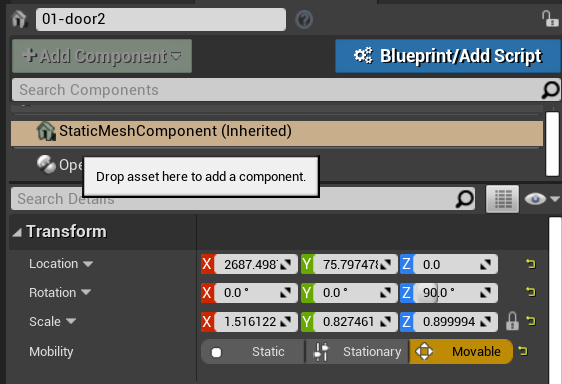 01-door2
+Add Component
Blueprint/Add Script
Search Components
StaticMeshComponent (Inherited)
Ope
Drop asset here to add a component.
Search Details
Transform
Location X 2687.498 Y 75.797478 Z 0.0
Rotation X 0.0 ° Y 0.0 ° Z 90.0 °
Scale X 1.516122 Y 0.827461 Z 0.899994
Mobility Static Stationary Movable